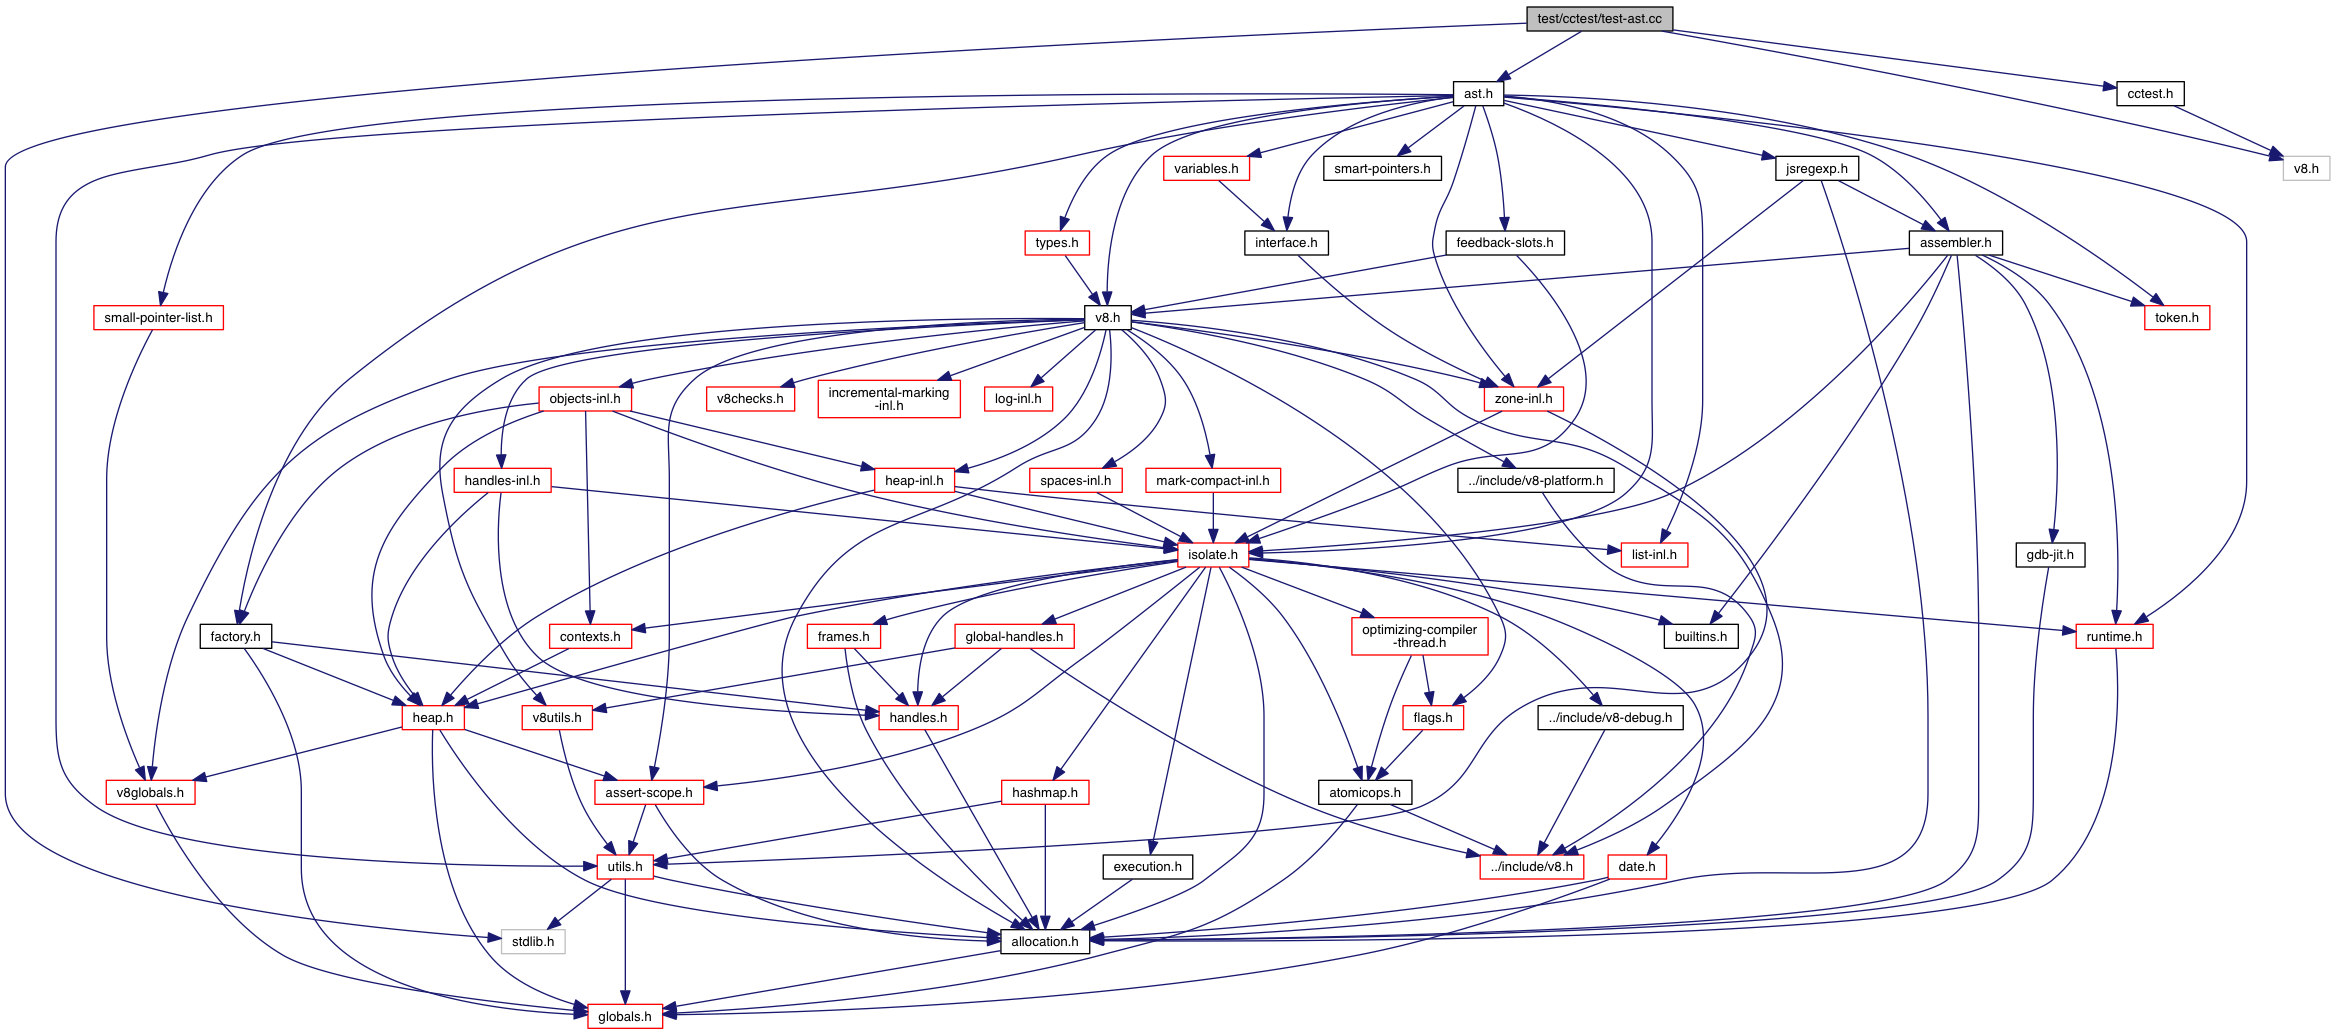 test/cctest/test-ast.cc
ast.h
cctest.h
variables.h
smart-pointers.h
jsregexp.h
v8.h
types.h
interface.h
feedback-slots.h
assembler.h
small-pointer-list.h
v8.h
token.h
objects-inl.h
v8checks.h
incremental-marking
-inl.h
log-inl.h
zone-inl.h
handles-inl.h
heap-inl.h
spaces-inl.h
mark-compact-inl.h
../include/v8-platform.h
isolate.h
list-inl.h
gdb-jit.h
factory.h
contexts.h
frames.h
global-handles.h
optimizing-compiler
-thread.h
builtins.h
runtime.h
heap.h
v8utils.h
handles.h
flags.h
../include/v8-debug.h
v8globals.h
assert-scope.h
hashmap.h
atomicops.h
utils.h
execution.h
../include/v8.h
date.h
stdlib.h
allocation.h
globals.h